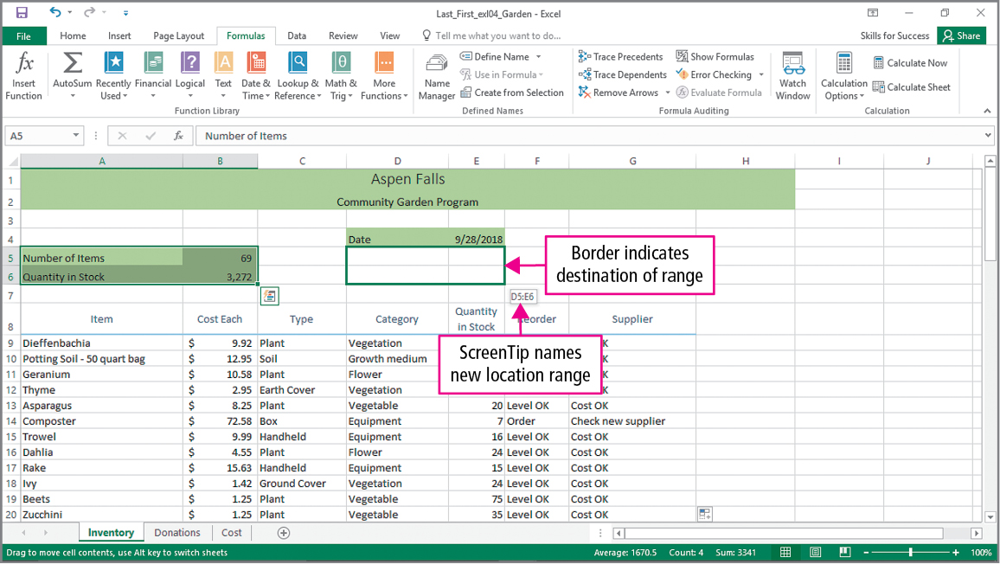 Last_First_exl04_Garden - Excel
File Home Insert Page Layout Formulas Data Review View Tell me what you want to do... Skills for Success Share
Insert Function
AutoSum
Recently Used
Financial
Logical
Text
Date & Time
Lookup & Reference
Math & Trig
More Functions
Function Library
Name Manager
Define Name
Use in Formula
Create from Selection
Defined Names
Trace Precedents
Trace Dependents
Remove Arrows
Show Formulas
Error Checking
Evaluate Formula
Formula Auditing
Watch Window
Calculation Options
Calculate Now
Calculate Sheet
Calculation
A5 fx Number of Items
A B C D E F G H I J
1 Aspen Falls
2 Community Garden Program
3
4 Date 9/28/2018
5 Number of Items 69
6 Quantity in Stock 3,272
Border indicates
destination of range
7 D5:E6
8 Item Cost Each Type Category Quantity in Stock eorder Supplier
ScreenTip names
new location range
9 Dieffenbachia $ 9.92 Plant Vegetation K
10 Potting Soil - 50 quart bag $ 12.95 Soil Growth medium K
11 Geranium $ 10.58 Plant Flower K
12 Thyme $ 2.95 Earth Cover Vegetation K
13 Asparagus $ 8.25 Plant Vegetable 20 Level OK Cost OK
14 Composter $ 72.58 Box Equipment 7 Order Check new supplier
15 Trowel $ 9.99 Handheld Equipment 16 Level OK Cost OK
16 Dahlia $ 4.55 Plant Flower 24 Level OK Cost OK
17 Rake $ 15.63 Handheld Equipment 15 Level OK Cost OK
18 Ivy $ 1.42 Ground Cover Vegetation 24 Level OK Cost OK
19 Beets $ 1.25 Plant Vegetable 75 Level OK Cost OK
20 Zucchini $ 1.25 Plant Vegetable 35 Level OK Cost OK
Inventory Donations Cost
Drag to move cell contents, use Alt key to switch sheets Average: 1670.5 Count: 4 Sum: 3341 100%